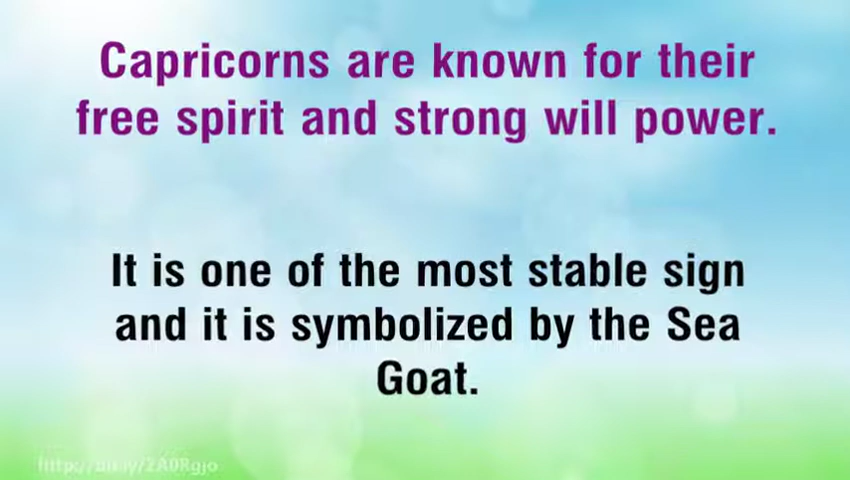 Capricorns are known for their
free spirit and strong will power.
It is one of the most stable sign
and it is symbolized by the Sea
Goat.